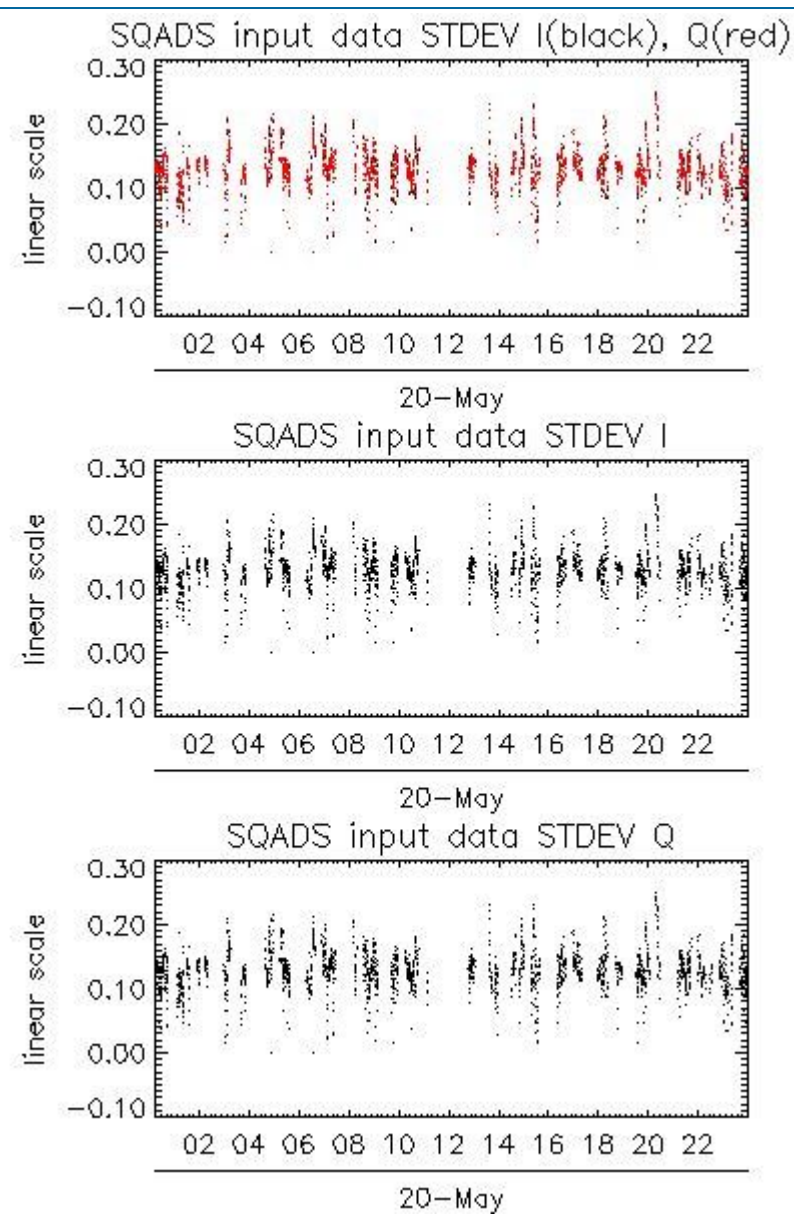 SQADS input data STDEV I(black), Q(red)
0.30
0.20
0.10
0.00
-0.10
linear scale
02 04 06 08 10 12 14 16 18 20 22
20-May
SQADS input data STDEV I
0.30
0.20
0.10
0.00
-0.10
linear scale
02 04 06 08 10 12 14 16 18 20 22
20-May
SQADS input data STDEV Q
0.30
0.20
0.10
0.00
-0.10
linear scale
02 04 06 08 10 12 14 16 18 20 22
20-May